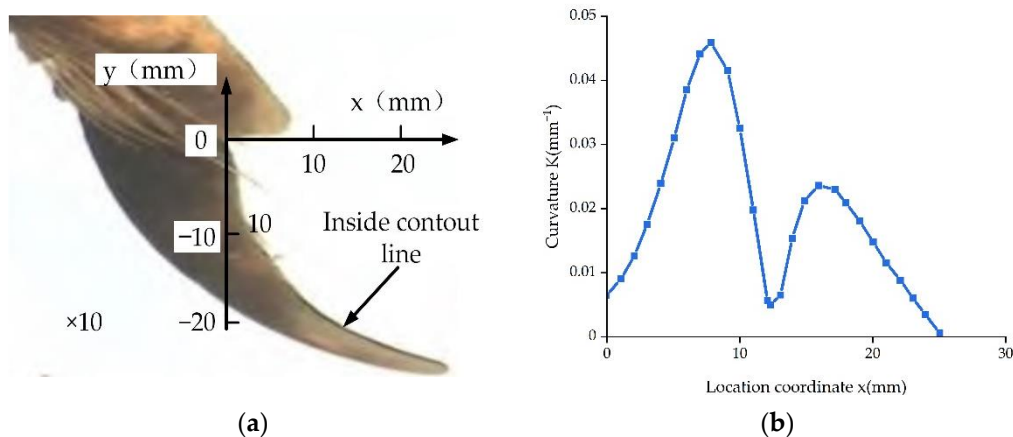 y（mm）
x（mm）
0
10
20
−10
10
Inside contout
line
−20
×10
(a)
0.05
0.04
0.03
0.02
0.01
0
Curvature K(mm⁻¹)
0
10
20
30
Location coordinate x(mm)
(b)